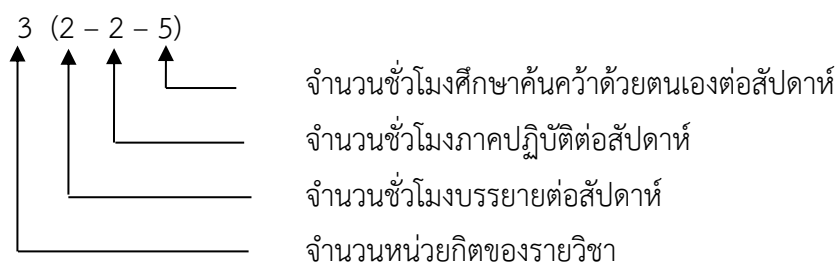 3 (2 – 2 – 5)
จำนวนชั่วโมงศึกษาค้นคว้าด้วยตนเองต่อสัปดาห์
จำนวนชั่วโมงภาคปฏิบัติต่อสัปดาห์
จำนวนชั่วโมงบรรยายต่อสัปดาห์
จำนวนหน่วยกิตของรายวิชา